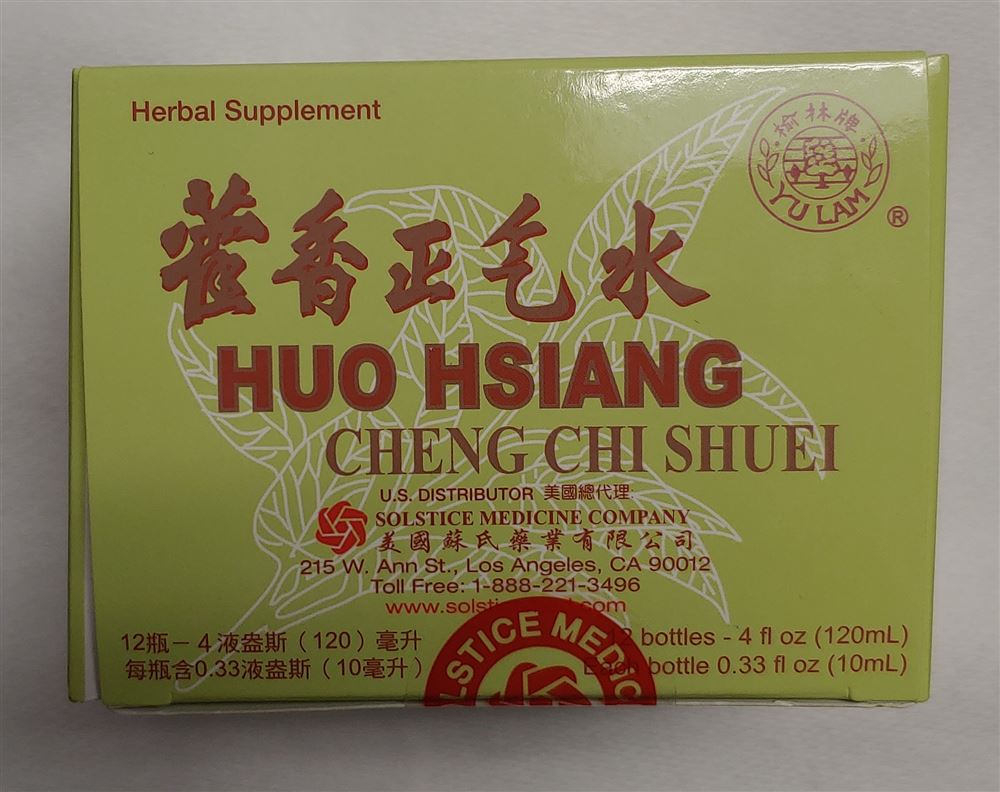 Herbal Supplement
榆林牌
YU LAM
®
藿香正气水
HUO HSIANG
CHENG CHI SHUEI
U.S. DISTRIBUTOR 美國總代理:
SOLSTICE MEDICINE COMPANY
美國蘇氏藥業有限公司
215 W. Ann St., Los Angeles, CA 90012
Toll Free: 1-888-221-3496
12瓶－4液盎斯（120）毫升
每瓶含0.33液盎斯（10毫升）
bottles - 4 fl oz (120mL)
bottle 0.33 fl oz (10mL)